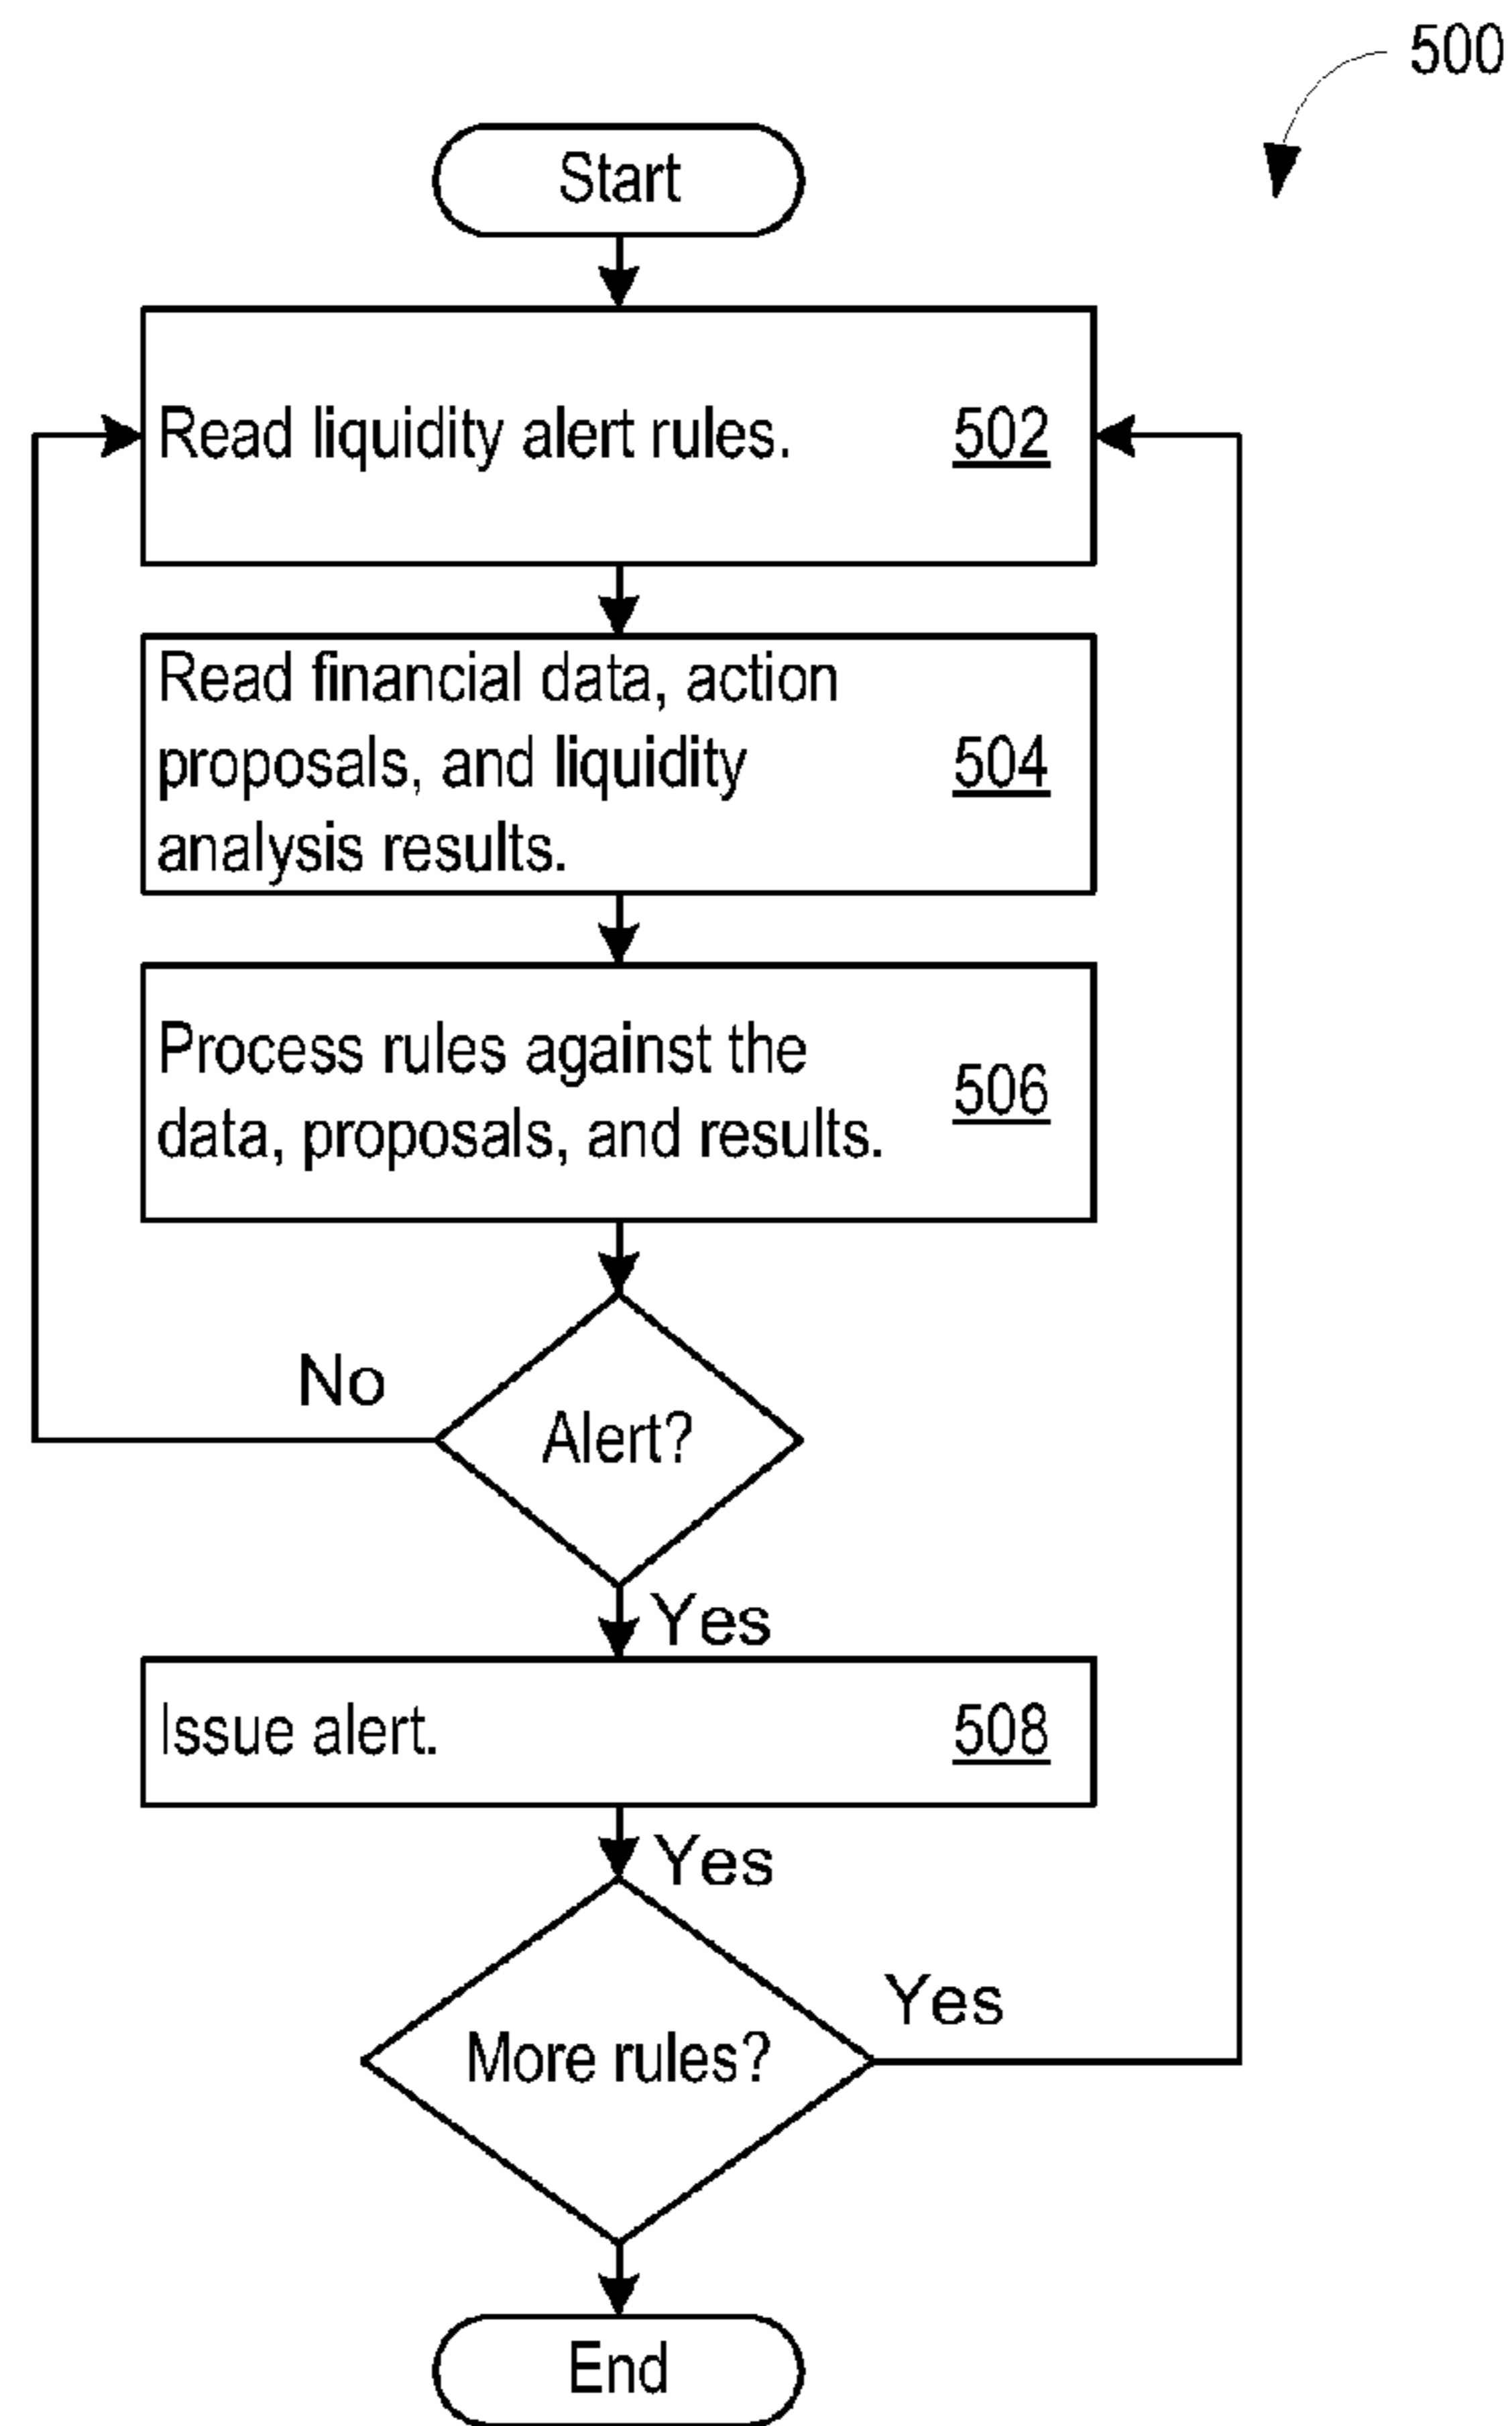 500
Start
Read liquidity alert rules. 502
Read financial data, action
proposals, and liquidity 504
analysis results.
Process rules against the
506
data, proposals, and results.
No
Alert?
Yes
Issue alert. 508
Yes
Yes
More rules?
End